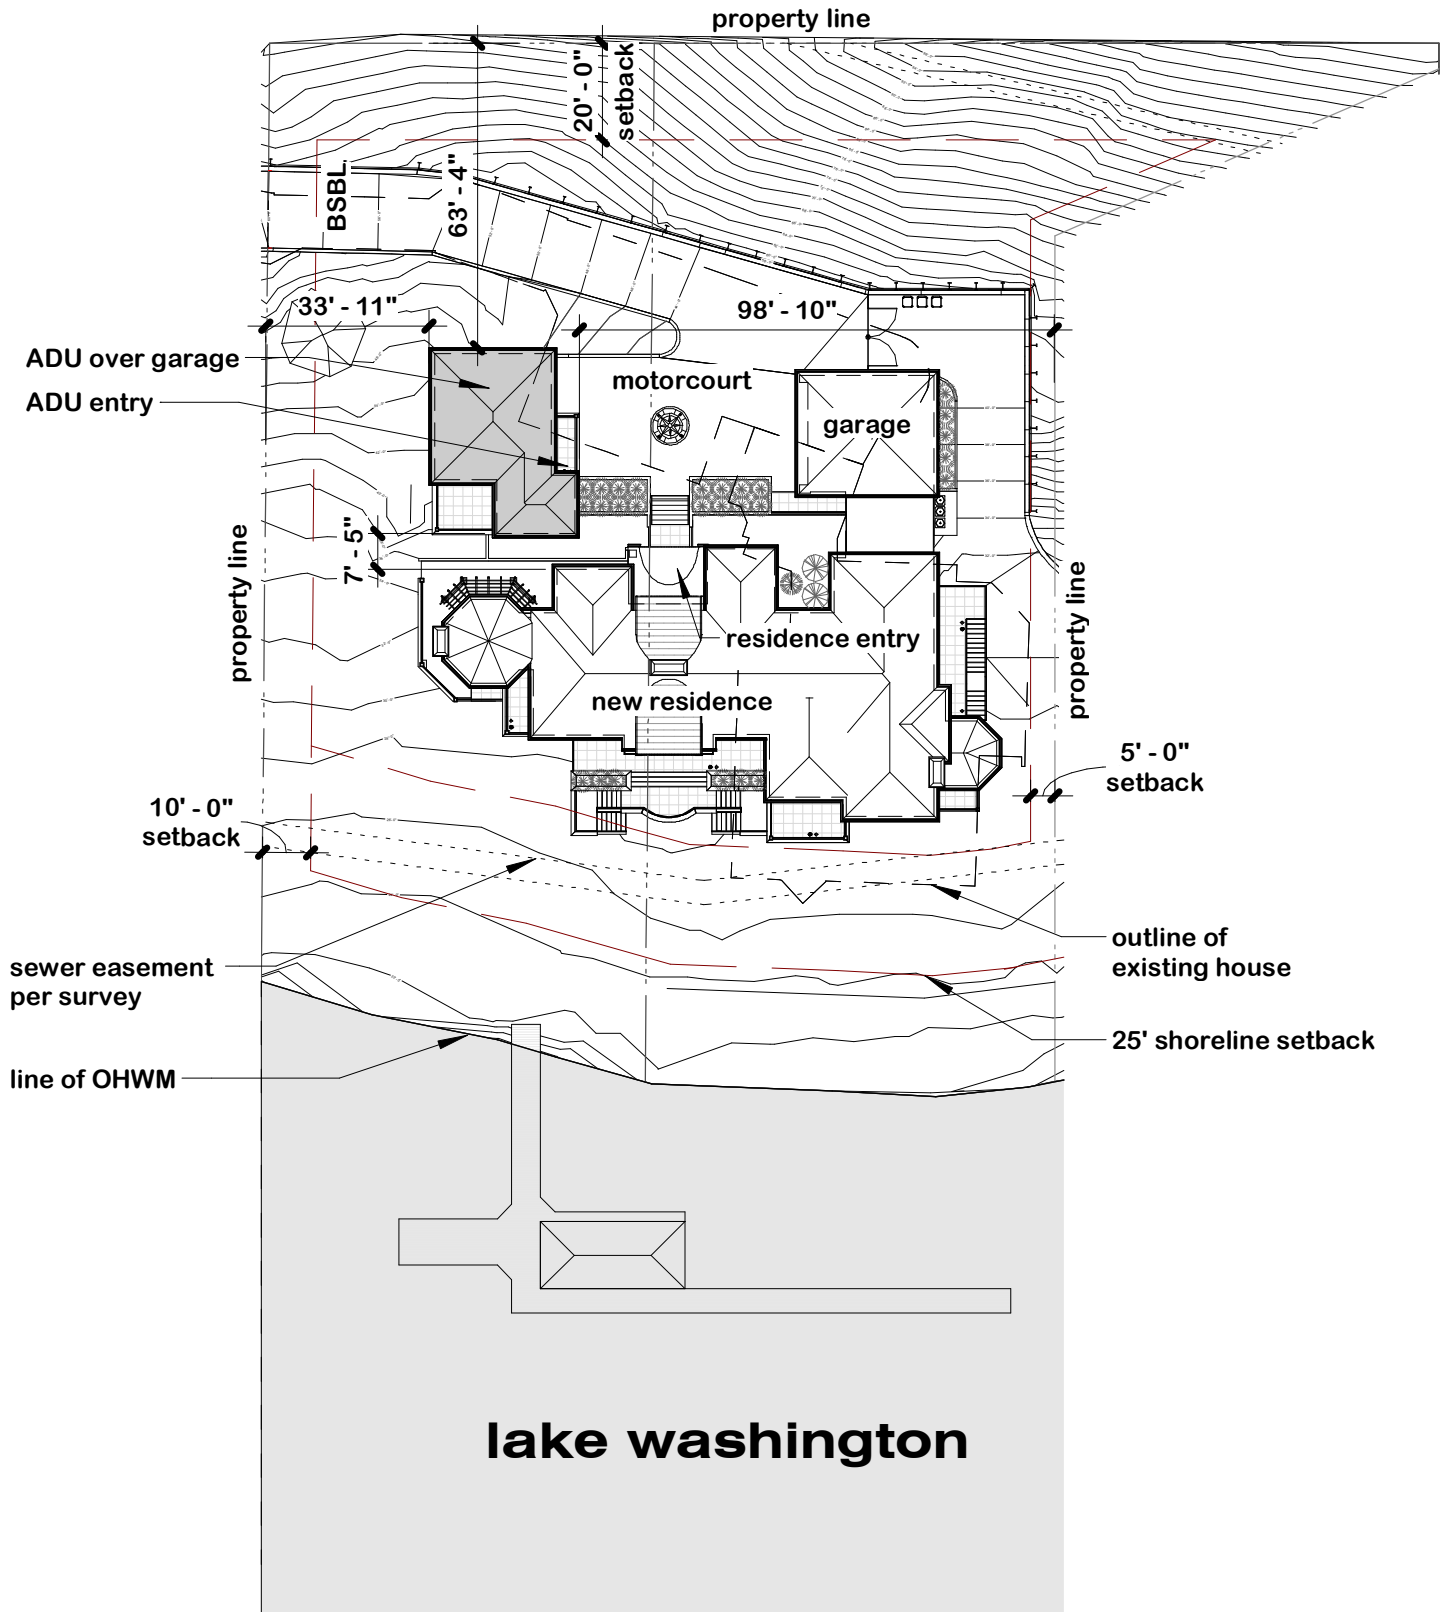 property line
20' - 0"
setback
BSBL
63' - 4"
33' - 11"
98' - 10"
ADU over garage
ADU entry
motorcourt
garage
7' - 5"
property line
property line
residence entry
new residence
5' - 0"
setback
10' - 0"
setback
outline of
existing house
sewer easement
per survey
25' shoreline setback
line of OHWM
lake washington